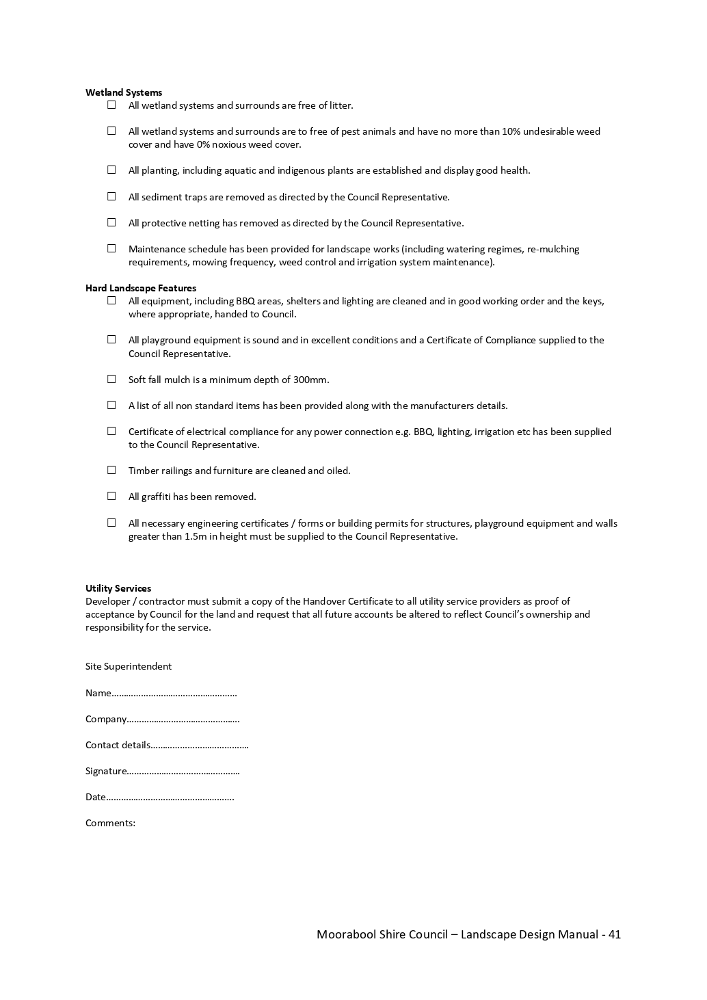 Wetland Systems
☐ All wetland systems and surrounds are free of litter.
☐ All wetland systems and surrounds are to free of pest animals and have no more than 10% undesirable weed
cover and have 0% noxious weed cover.
☐ All planting, including aquatic and indigenous plants are established and display good health.
☐ All sediment traps are removed as directed by the Council Representative.
☐ All protective netting has removed as directed by the Council Representative.
☐ Maintenance schedule has been provided for landscape works (including watering regimes, re-mulching
requirements, mowing frequency, weed control and irrigation system maintenance).
Hard Landscape Features
☐ All equipment, including BBQ areas, shelters and lighting are cleaned and in good working order and the keys,
where appropriate, handed to Council.
☐ All playground equipment is sound and in excellent conditions and a Certificate of Compliance supplied to the
Council Representative.
☐ Soft fall mulch is a minimum depth of 300mm.
☐ A list of all non standard items has been provided along with the manufacturers details.
☐ Certificate of electrical compliance for any power connection e.g. BBQ, lighting, irrigation etc has been supplied
to the Council Representative.
☐ Timber railings and furniture are cleaned and oiled.
☐ All graffiti has been removed.
☐ All necessary engineering certificates / forms or building permits for structures, playground equipment and walls
greater than 1.5m in height must be supplied to the Council Representative.
Utility Services
Developer / contractor must submit a copy of the Handover Certificate to all utility service providers as proof of
acceptance by Council for the land and request that all future accounts be altered to reflect Council’s ownership and
responsibility for the service.
Site Superintendent
Name……………………………………………
Company……………………………………….
Contact details………………………………….
Signature……………………………………….
Date…………………………………………….
Comments:
Moorabool Shire Council – Landscape Design Manual - 41